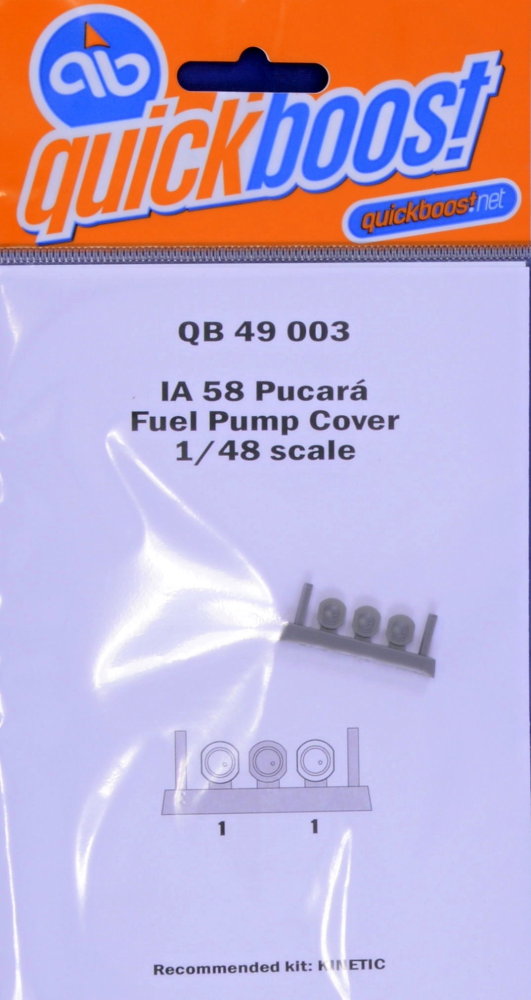 qb
quickboost
quickboost.net
QB 49 003
IA 58 Pucará
Fuel Pump Cover
1/48 scale
1 1
Recommended kit: KINETIC